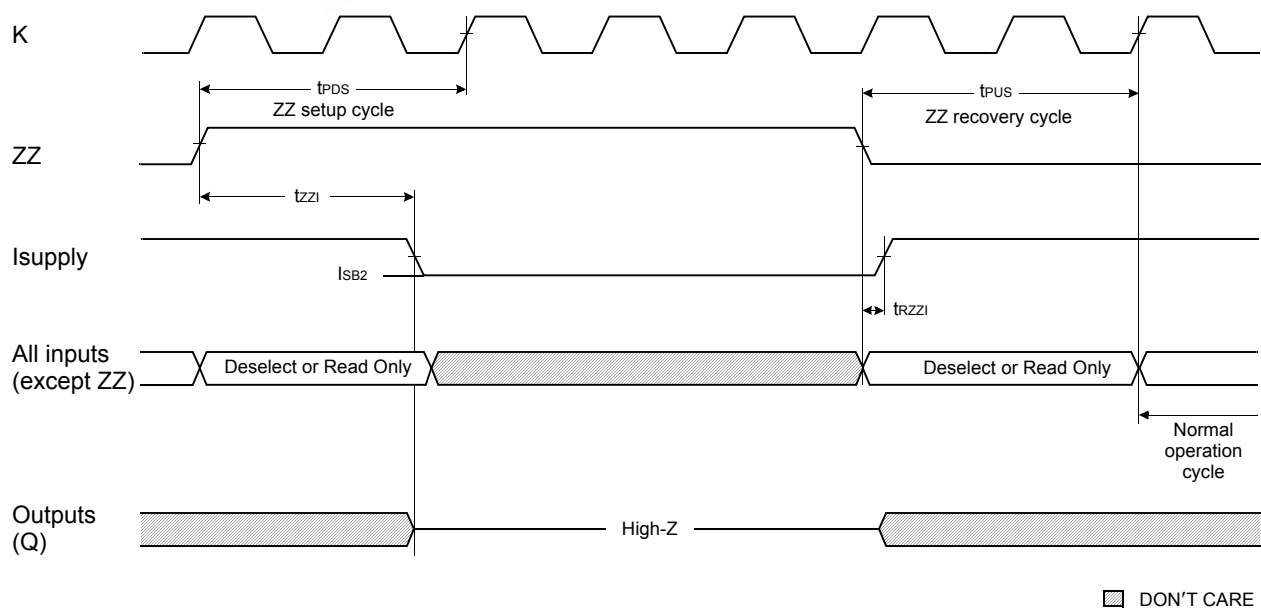 K
tPDS
ZZ setup cycle
tPUS
ZZ recovery cycle
ZZ
tZZI
Isupply
ISB2
tRZZI
All inputs
(except ZZ)
Deselect or Read Only
Deselect or Read Only
Normal
operation
cycle
Outputs
(Q)
High-Z
DON'T CARE